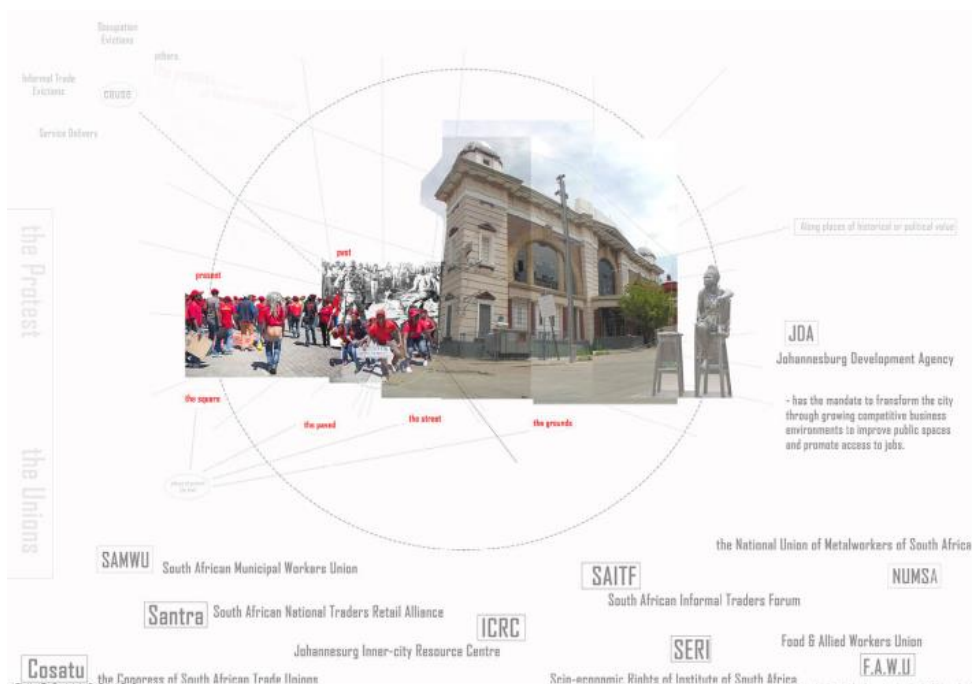 Occupation
Evictions
others
Informal Trade
Evictions
cause
Service Delivery
past
present
Along places of historical or political value
the Protest
the Unions
JDA
Johannesburg Development Agency
- has the mandate to transform the city
through growing competitive business
environments to improve public spaces
and promote access to jobs.
the square
the paved
the street
the grounds
the National Union of Metalworkers of South Africa
SAMWU
South African Municipal Workers Union
SAITF
NUMSA
South African Informal Traders Forum
Santra
South African National Traders Retail Alliance
ICRC
Johannesurg Inner-city Resource Centre
SERI
Food & Allied Workers Union
F.A.W.U
Cosatu
the Congress of South African Trade Unions
Scio-economic Rights of Institute of South Africa